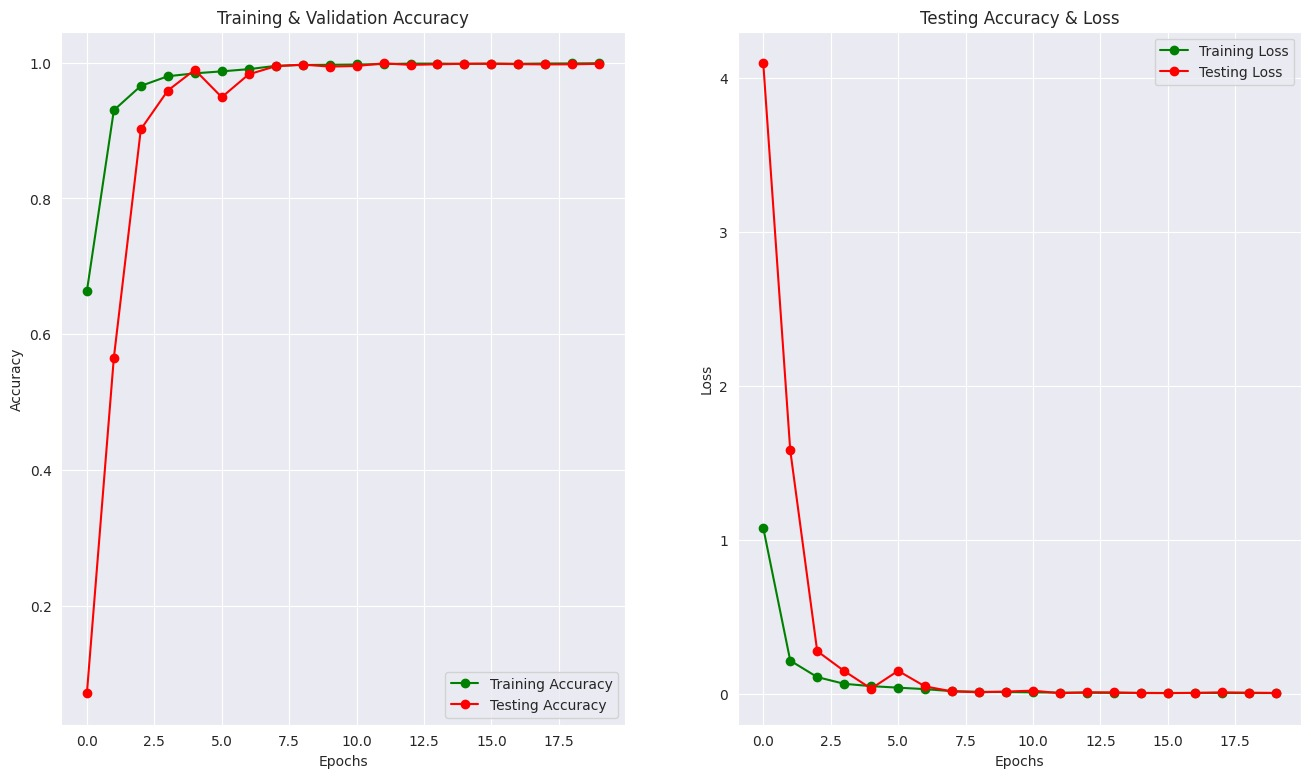 Training & Validation Accuracy
1.0
0.8
0.6
0.4
0.2
Accuracy
0.0 2.5 5.0 7.5 10.0 12.5 15.0 17.5
Epochs
Training Accuracy
Testing Accuracy
Testing Accuracy & Loss
4
3
2
1
0
Loss
0.0 2.5 5.0 7.5 10.0 12.5 15.0 17.5
Epochs
Training Loss
Testing Loss